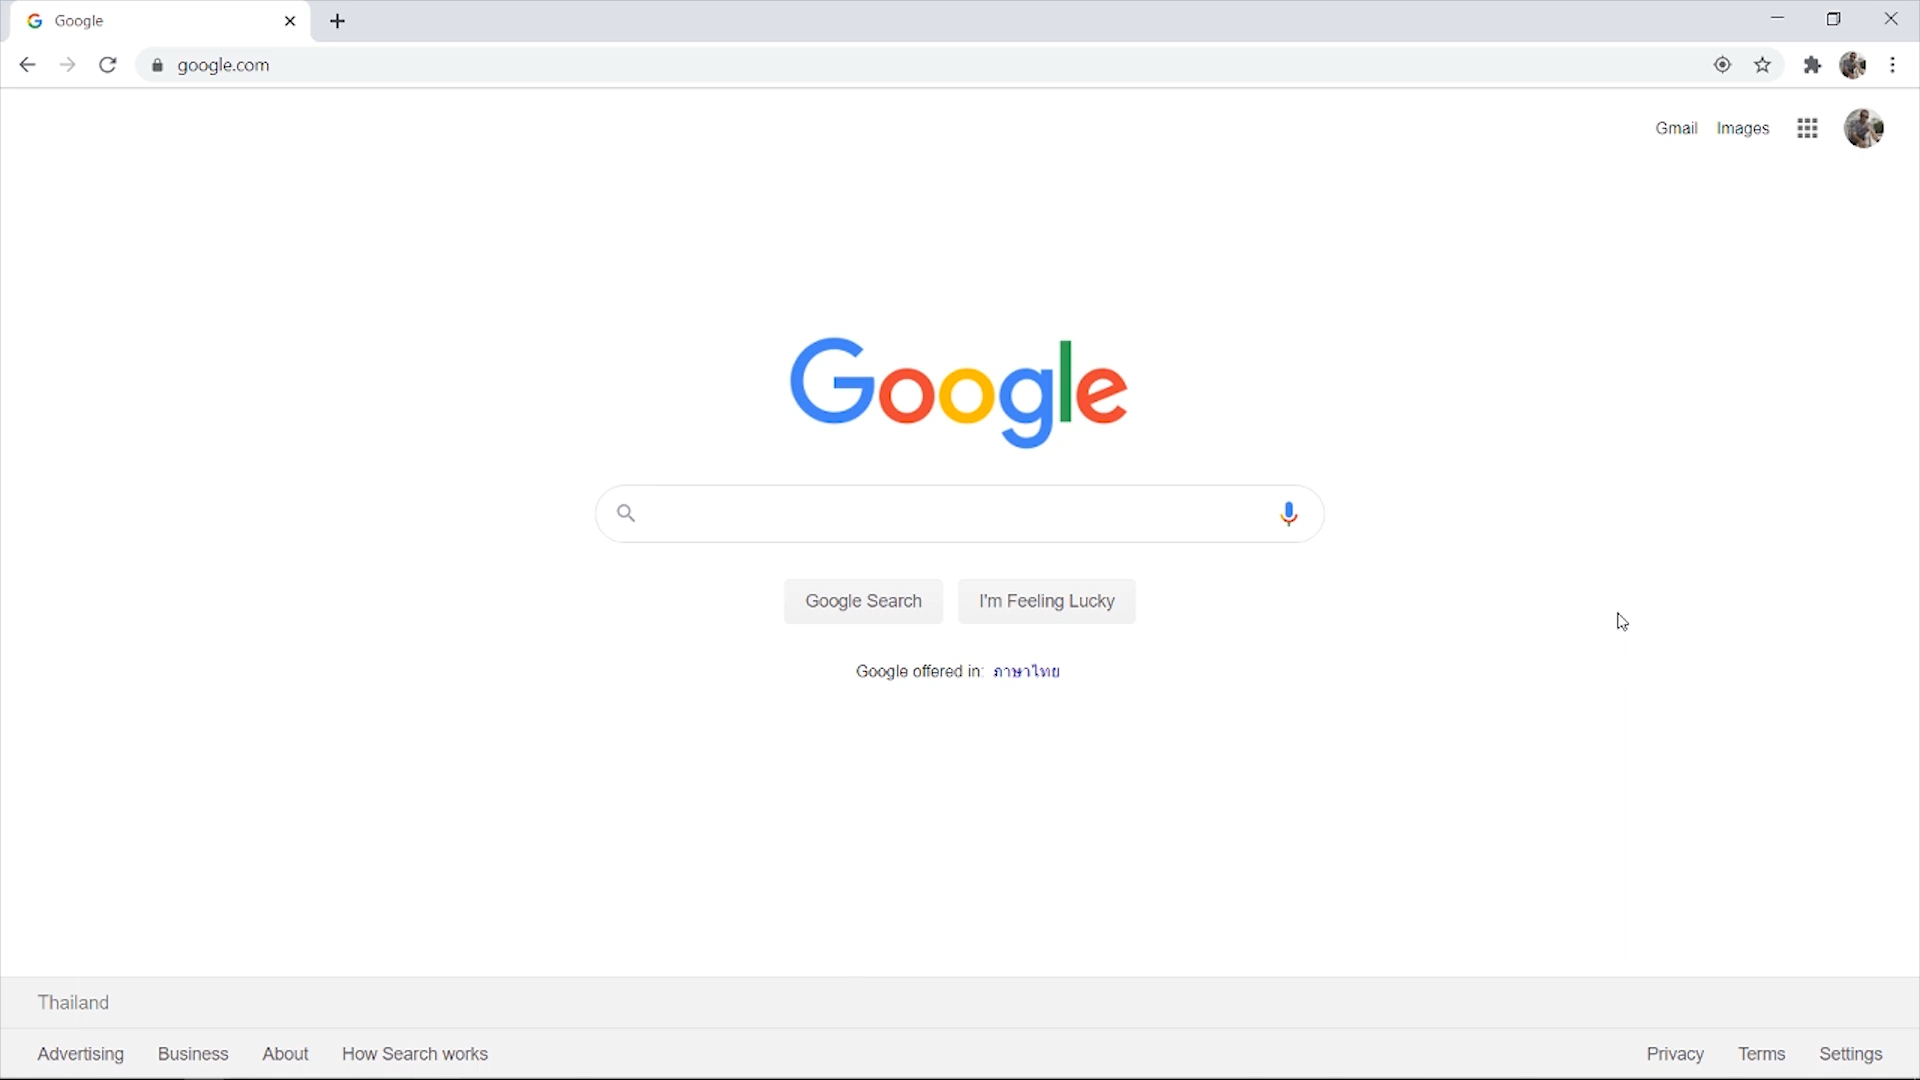 Google
google.com
Gmail Images
Google
Google Search I'm Feeling Lucky
Google offered in: ภาษาไทย
Thailand
Advertising Business About How Search works Privacy Terms Settings